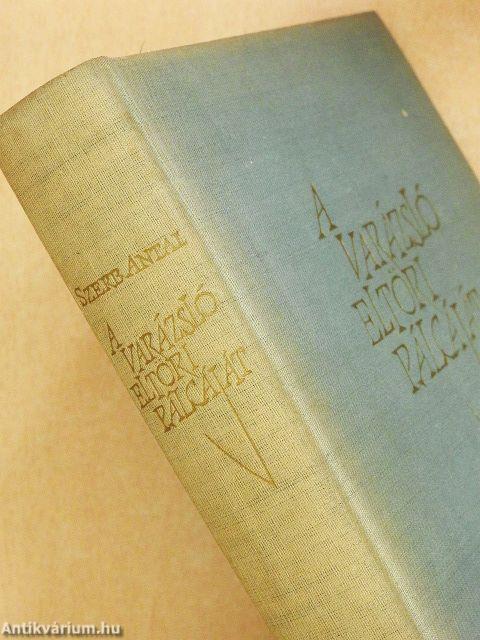 SZERB ANTAL
A
VARÁZSLÓ
ELTÖRI
PÁLCÁJÁT
A
VARÁZSLÓ
ELTÖRI
PÁLCÁJÁT
Antikvárium.hu